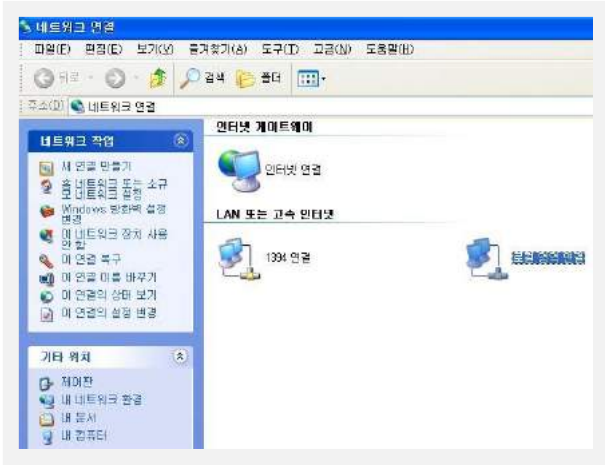 네트워크 연결
파일(F) 편집(E) 보기(V) 즐겨찾기(A) 도구(T) 고급(N) 도움말(H)
뒤로 검색 폴더
주소(D) 네트워크 연결
네트워크 작업
새 연결 만들기
홈 네트워크 또는 소규
모 네트워크 설정
Windows 방화벽 설정
변경
이 네트워크 장치 사용
안 함
이 연결 복구
이 연결 이름 바꾸기
이 연결의 상태 보기
이 연결의 설정 변경
기타 위치
제어판
내 네트워크 환경
내 문서
내 컴퓨터
인터넷 게이트웨이
인터넷 연결
LAN 또는 고속 인터넷
1394 연결
로컬 영역 연결